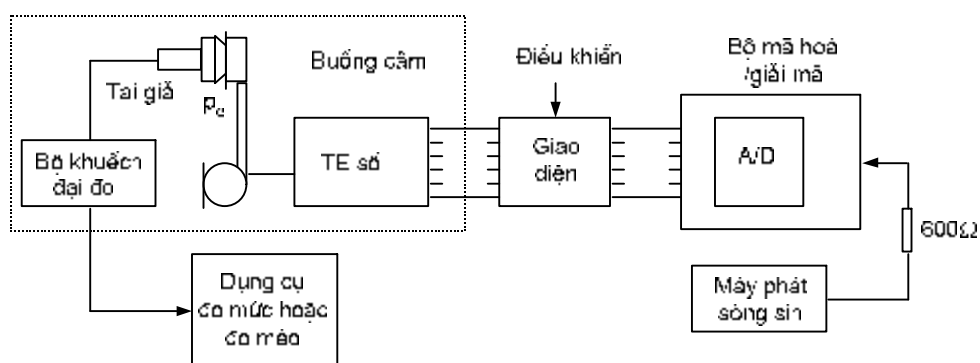 Tai giả
Pe
Buồng câm
Điều khiển
Bộ mã hoá
/giải mã
Bộ khuếch
đại đo
TE số
Giao
diện
A/D
600Ω
Dụng cụ
đo mức hoặc
đo méo
Máy phát
sóng sin